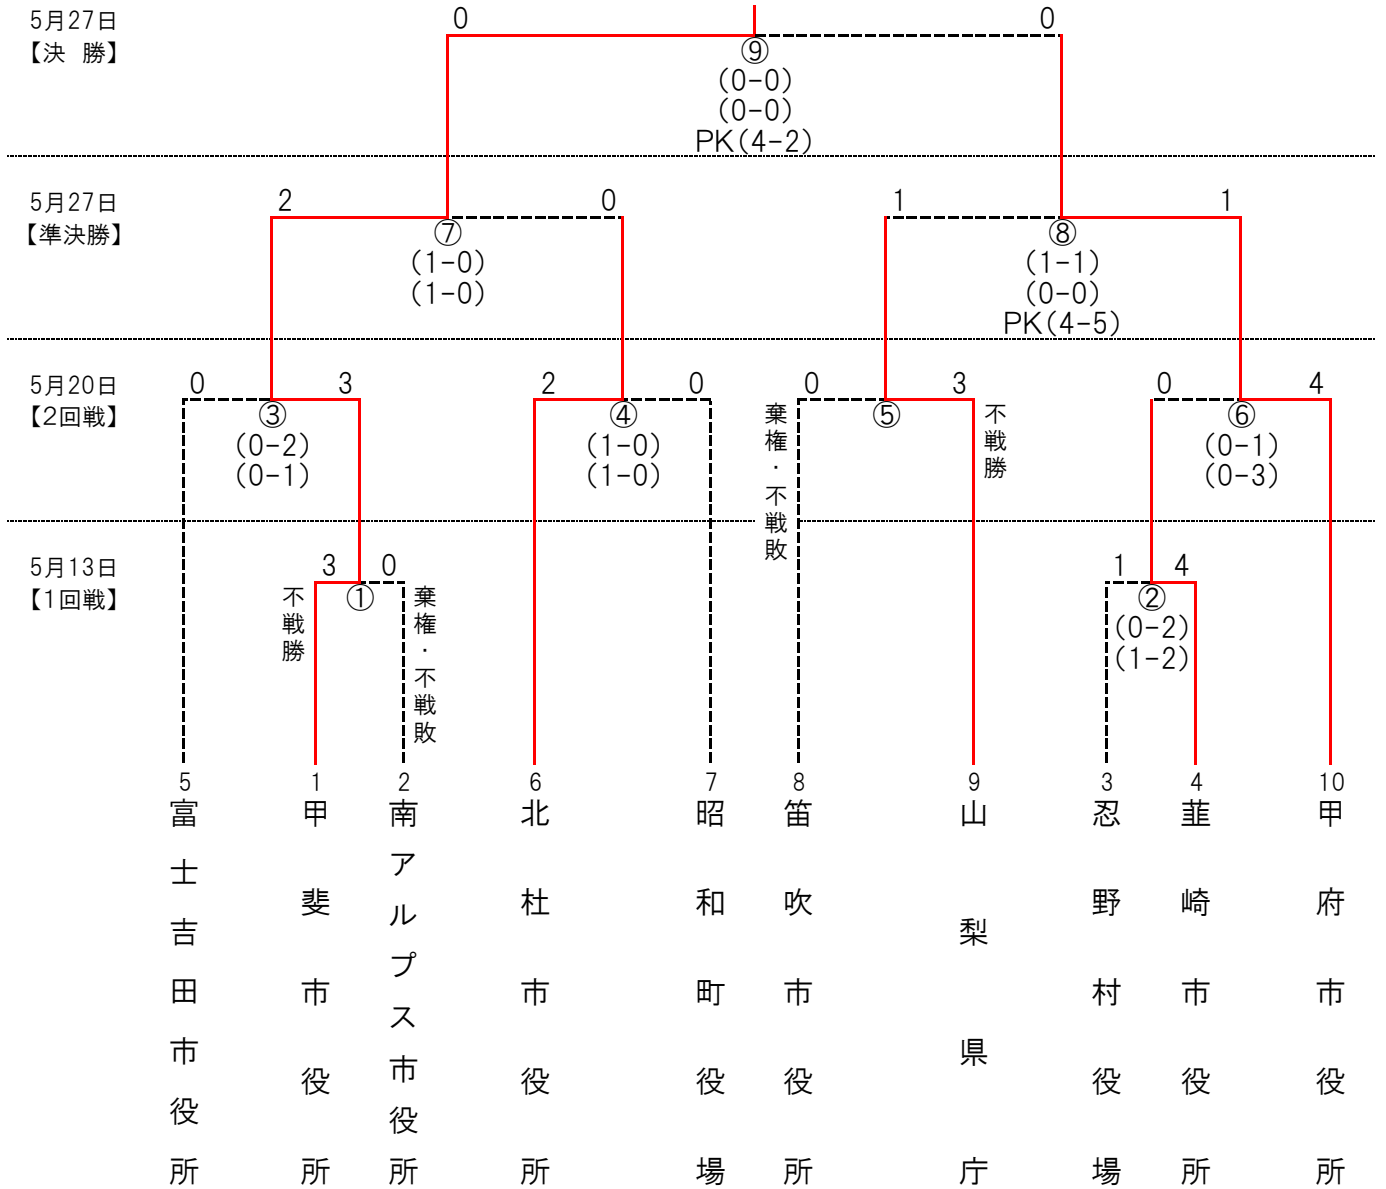 5月27日
【決　勝】
0
0
⑨
(0-0)
(0-0)
PK(4-2)
5月27日
【準決勝】
2
0
⑦
(1-0)
(1-0)
1
1
⑧
(1-1)
(0-0)
PK(4-5)
5月20日
【2回戦】
0
3
③
(0-2)
(0-1)
2
0
④
(1-0)
(1-0)
0
3
⑤
棄権・不戦敗
不戦勝
0
4
⑥
(0-1)
(0-3)
5月13日
【1回戦】
3
0
①
不戦勝
棄権・不戦敗
1
4
②
(0-2)
(1-2)
5
富士吉田市役所
1
甲斐市役所
2
南アルプス市役所
6
北杜市役所
7
昭和町役場
8
笛吹市役所
9
山梨県庁
3
忍野村役場
4
韮崎市役所
10
甲府市役所